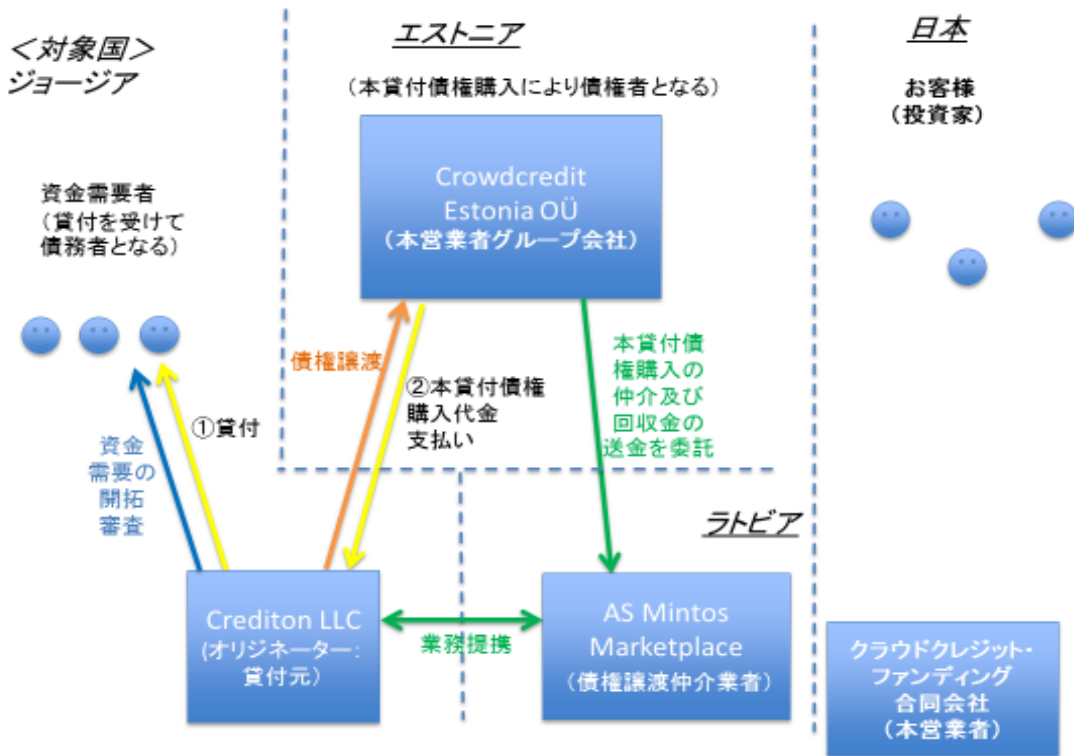 ＜対象国＞
ジョージア
エストニア
日本
(本貸付債権購入により債権者となる)
お客様
(投資家)
Crowdcredit
Estonia OÜ
(本営業者グループ会社)
資金需要者
(貸付を受けて
債務者となる)
債権譲渡
②本貸付債権
購入代金
支払い
本貸付債
権購入の
仲介及び
回収金の
送金を委託
①貸付
資金
需要の
開拓
審査
ラトビア
Crediton LLC
(オリジネーター:
貸付元)
業務提携
AS Mintos
Marketplace
(債権譲渡仲介業者)
クラウドクレジット・
ファンディング
合同会社
(本営業者)